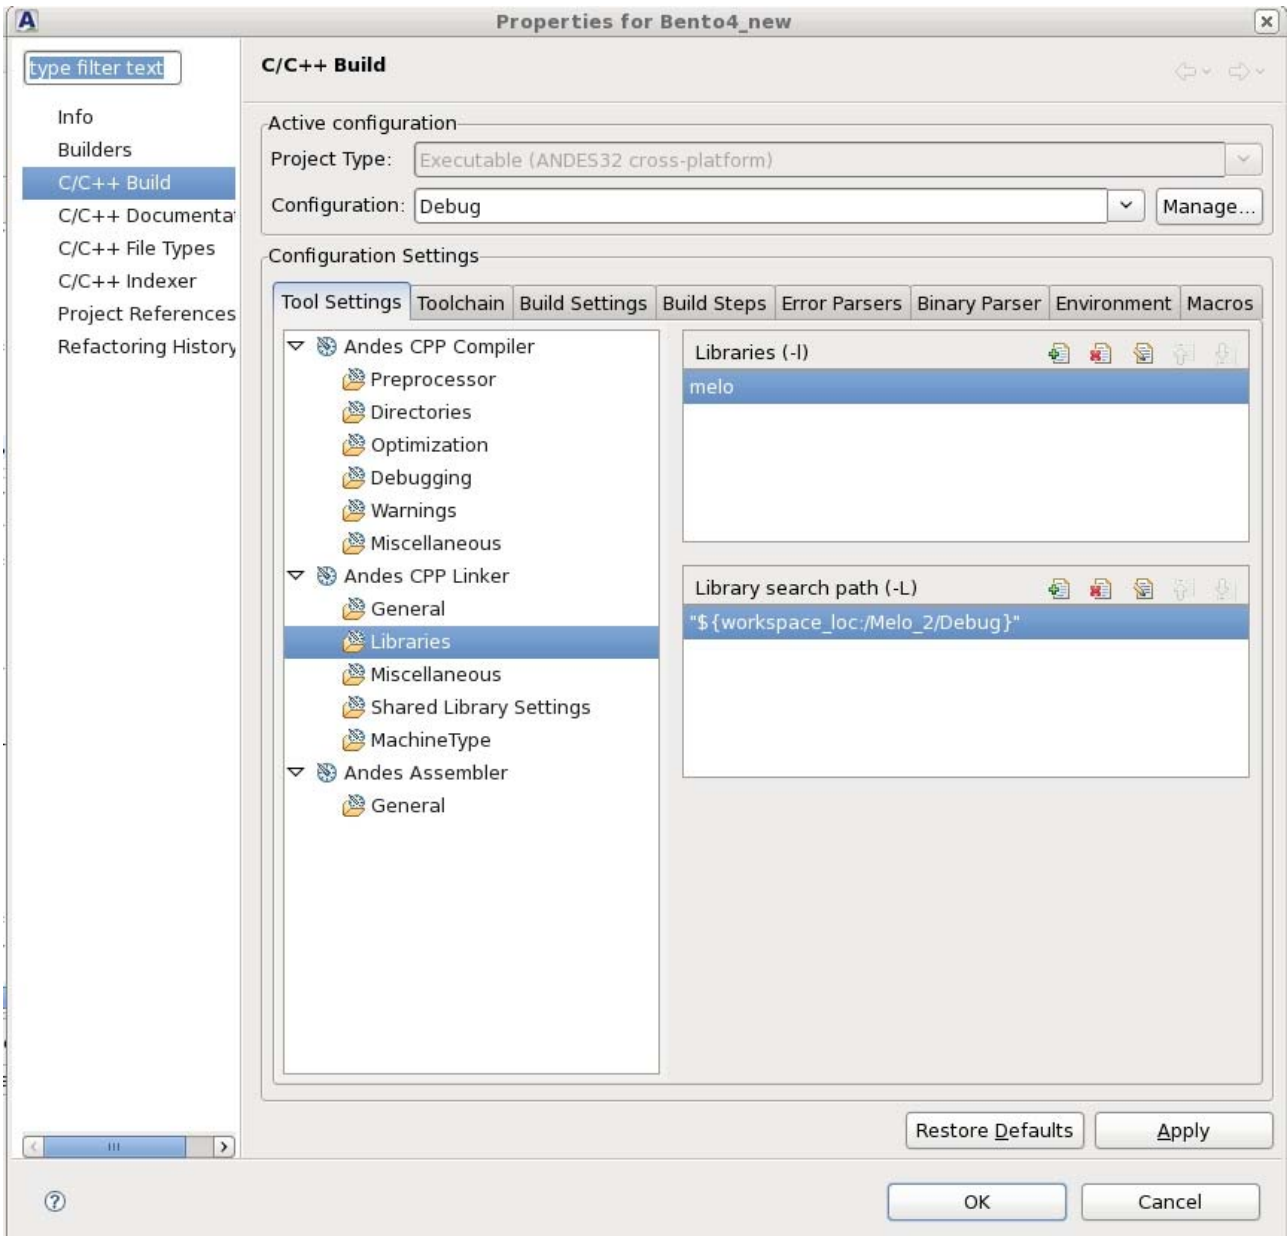 Properties for Bento4_new
type filter text
Info
Builders
C/C++ Build
C/C++ Documenta
C/C++ File Types
C/C++ Indexer
Project References
Refactoring History
C/C++ Build
Active configuration
Project Type: Executable (ANDES32 cross-platform)
Configuration: Debug Manage...
Configuration Settings
Tool Settings Toolchain Build Settings Build Steps Error Parsers Binary Parser Environment Macros
Andes CPP Compiler
Preprocessor
Directories
Optimization
Debugging
Warnings
Miscellaneous
Andes CPP Linker
General
Libraries
Miscellaneous
Shared Library Settings
MachineType
Andes Assembler
General
Libraries (-l)
melo
Library search path (-L)
"${workspace_loc:/Melo_2/Debug}"
Restore Defaults Apply
OK Cancel